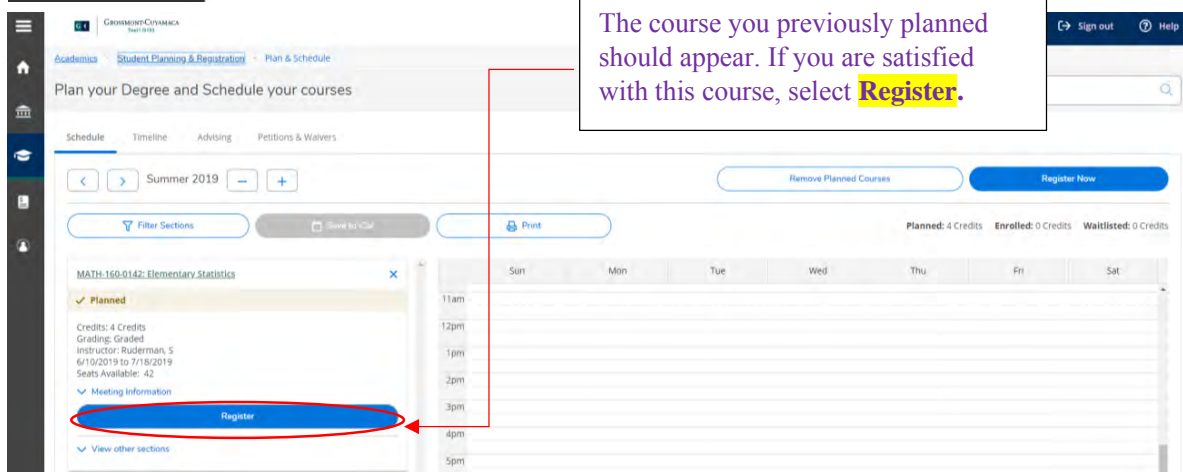 GROSSMONT-CUYAMACA
Sign out
Help
The course you previously planned
should appear. If you are satisfied
with this course, select Register.
Academics
Student Planning & Registration
Plan & Schedule
Plan your Degree and Schedule your courses
Schedule
Timeline
Advising
Petitions & Waivers
Summer 2019
Remove Planned Courses
Register Now
Filter Sections
Save to iCal
Print
Planned: 4 Credits Enrolled: 0 Credits Waitlisted: 0 Credits
MATH-160-0142: Elementary Statistics
Planned
Credits: 4 Credits
Grading: Graded
Instructor: Ruderman, S
6/10/2019 to 7/18/2019
Seats Available: 42
Meeting Information
Register
View other sections
Sun Mon Tue Wed Thu Fri Sat
11am
12pm
1pm
2pm
3pm
4pm
5pm